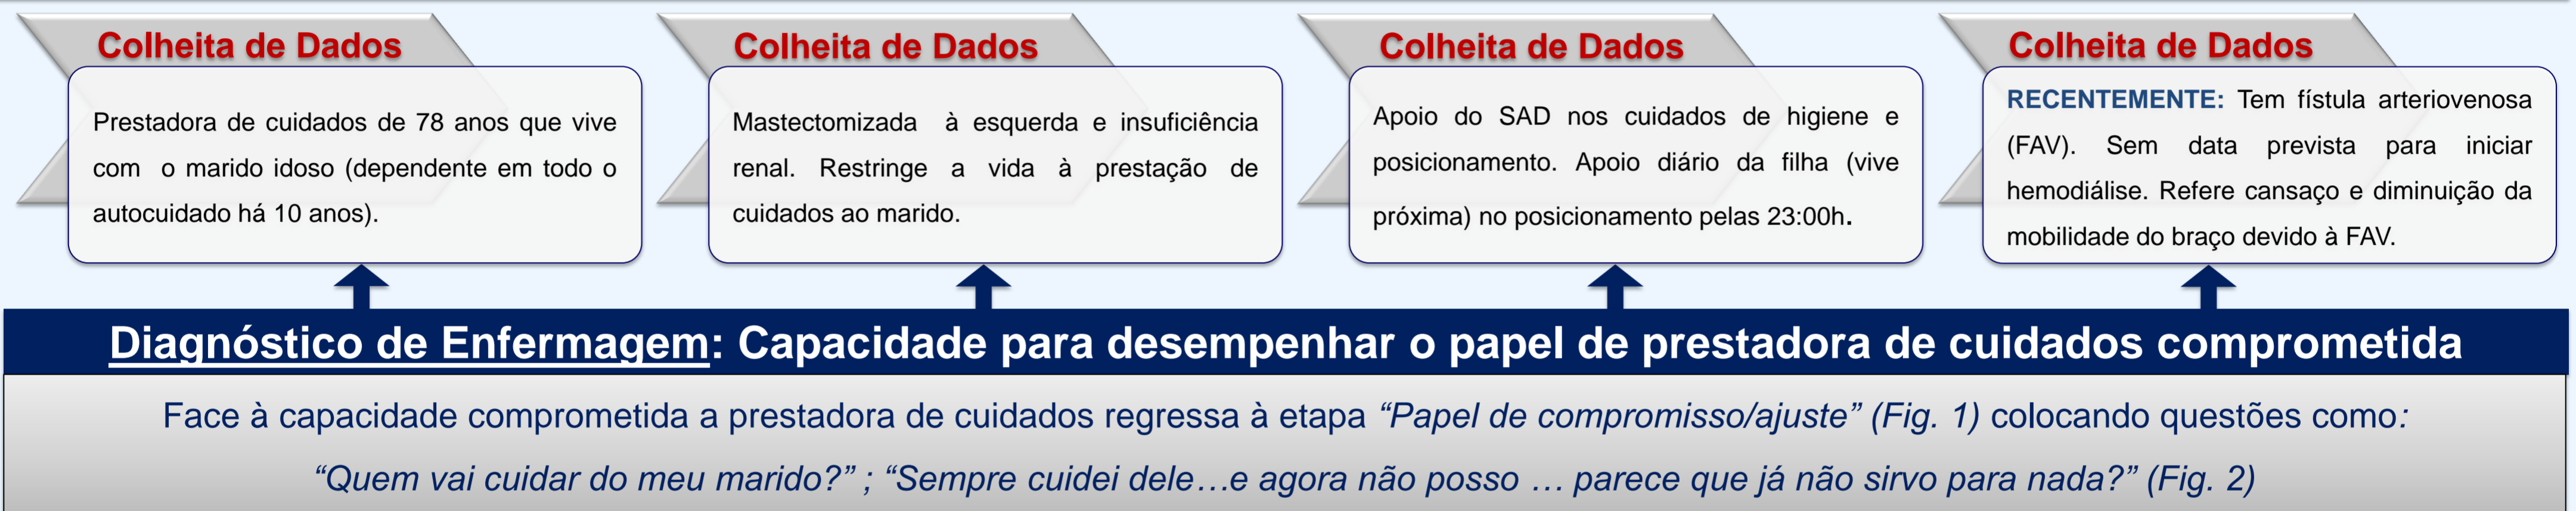 Colheita de Dados
Prestadora de cuidados de 78 anos que vive
com o marido idoso (dependente em todo o
autocuidado há 10 anos).
Colheita de Dados
Mastectomizada à esquerda e insuficiência
renal. Restringe a vida à prestação de
cuidados ao marido.
Colheita de Dados
Apoio do SAD nos cuidados de higiene e
posicionamento. Apoio diário da filha (vive
próxima) no posicionamento pelas 23:00h.
Colheita de Dados
RECENTEMENTE: Tem fístula arteriovenosa
(FAV). Sem data prevista para iniciar
hemodiálise. Refere cansaço e diminuição da
mobilidade do braço devido à FAV.
Diagnóstico de Enfermagem: Capacidade para desempenhar o papel de prestadora de cuidados comprometida
Face à capacidade comprometida a prestadora de cuidados regressa à etapa “Papel de compromisso/ajuste” (Fig. 1) colocando questões como:
“Quem vai cuidar do meu marido?” ; “Sempre cuidei dele…e agora não posso … parece que já não sirvo para nada?” (Fig. 2)